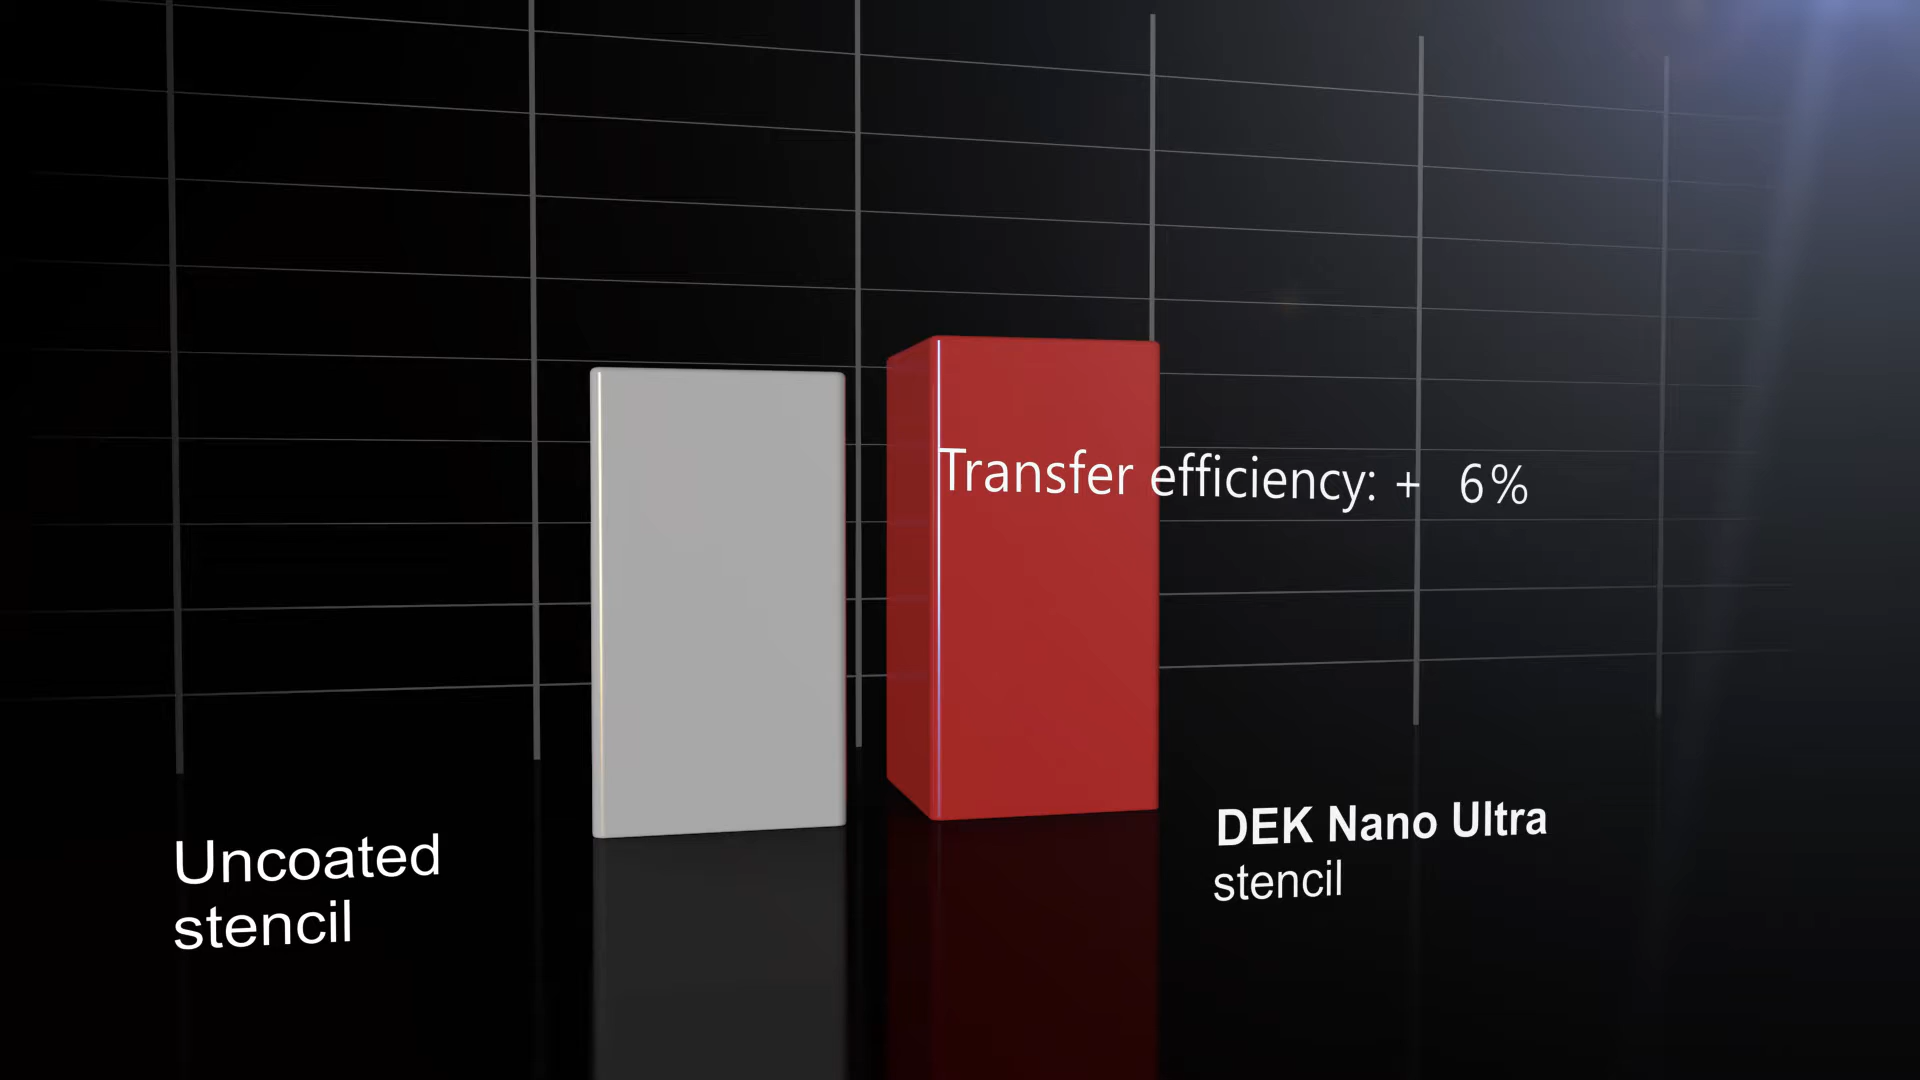 Transfer efficiency: + 6%
Uncoated
stencil
DEK Nano Ultra
stencil